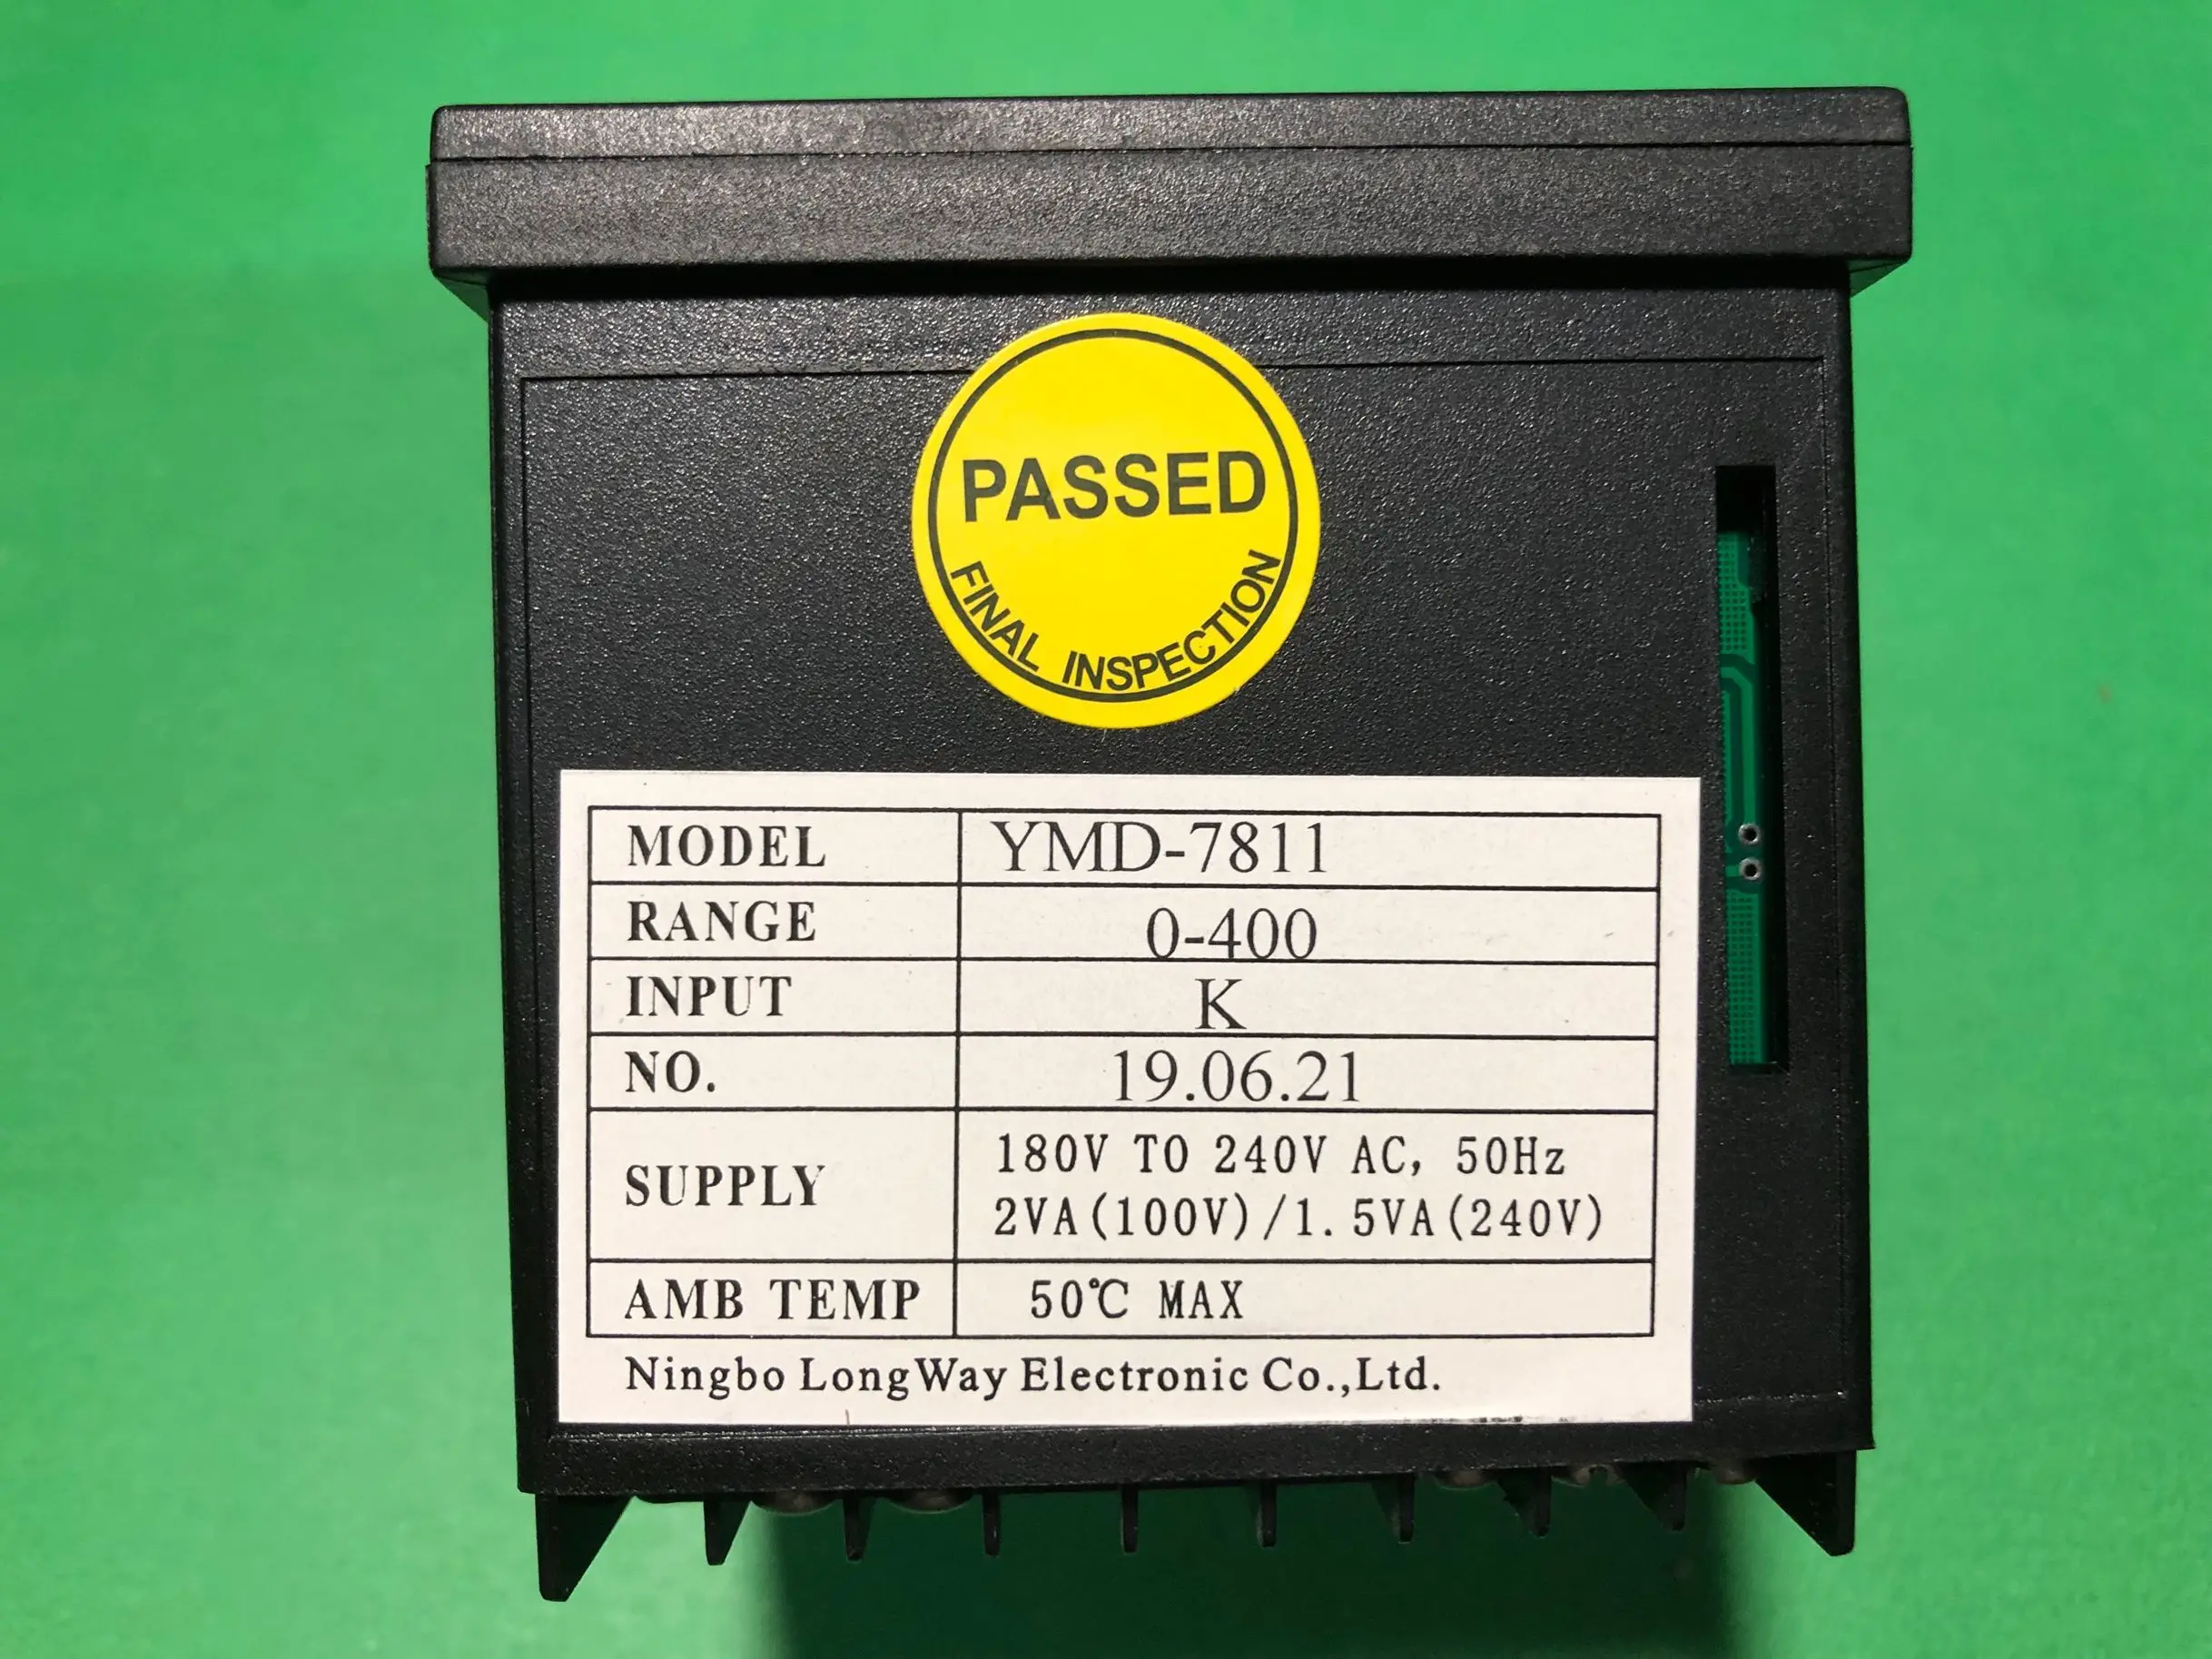 PASSED
FINAL INSPECTION
MODEL YMD-7811
RANGE 0-400
INPUT K
NO. 19.06.21
SUPPLY 180V TO 240V AC, 50Hz
2VA(100V)/1.5VA(240V)
AMB TEMP 50℃ MAX
Ningbo LongWay Electronic Co.,Ltd.